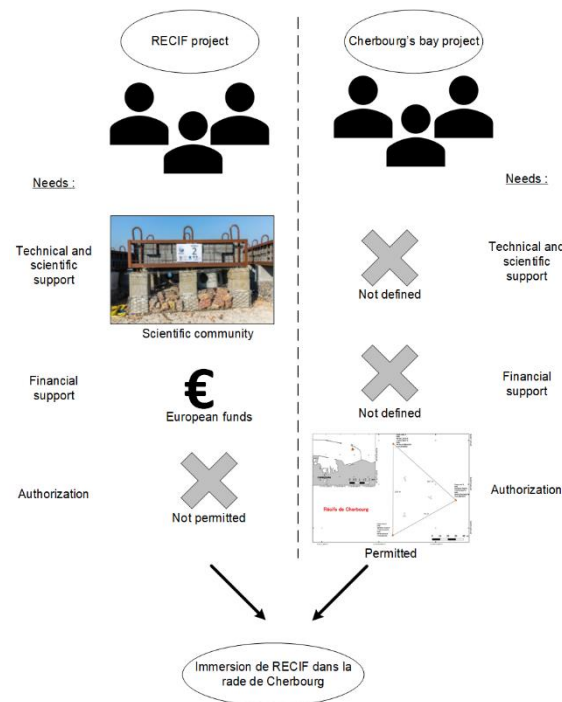 RECIF project
Cherbourg's bay project
Needs :
Needs :
Technical and
scientific
support
Scientific community
Not defined
Technical and
scientific
support
Financial
support
€
European funds
Not defined
Financial
support
Authorization
Not permitted
Récifs de Cherbourg
Permitted
Authorization
Immersion de RECIF dans la
rade de Cherbourg